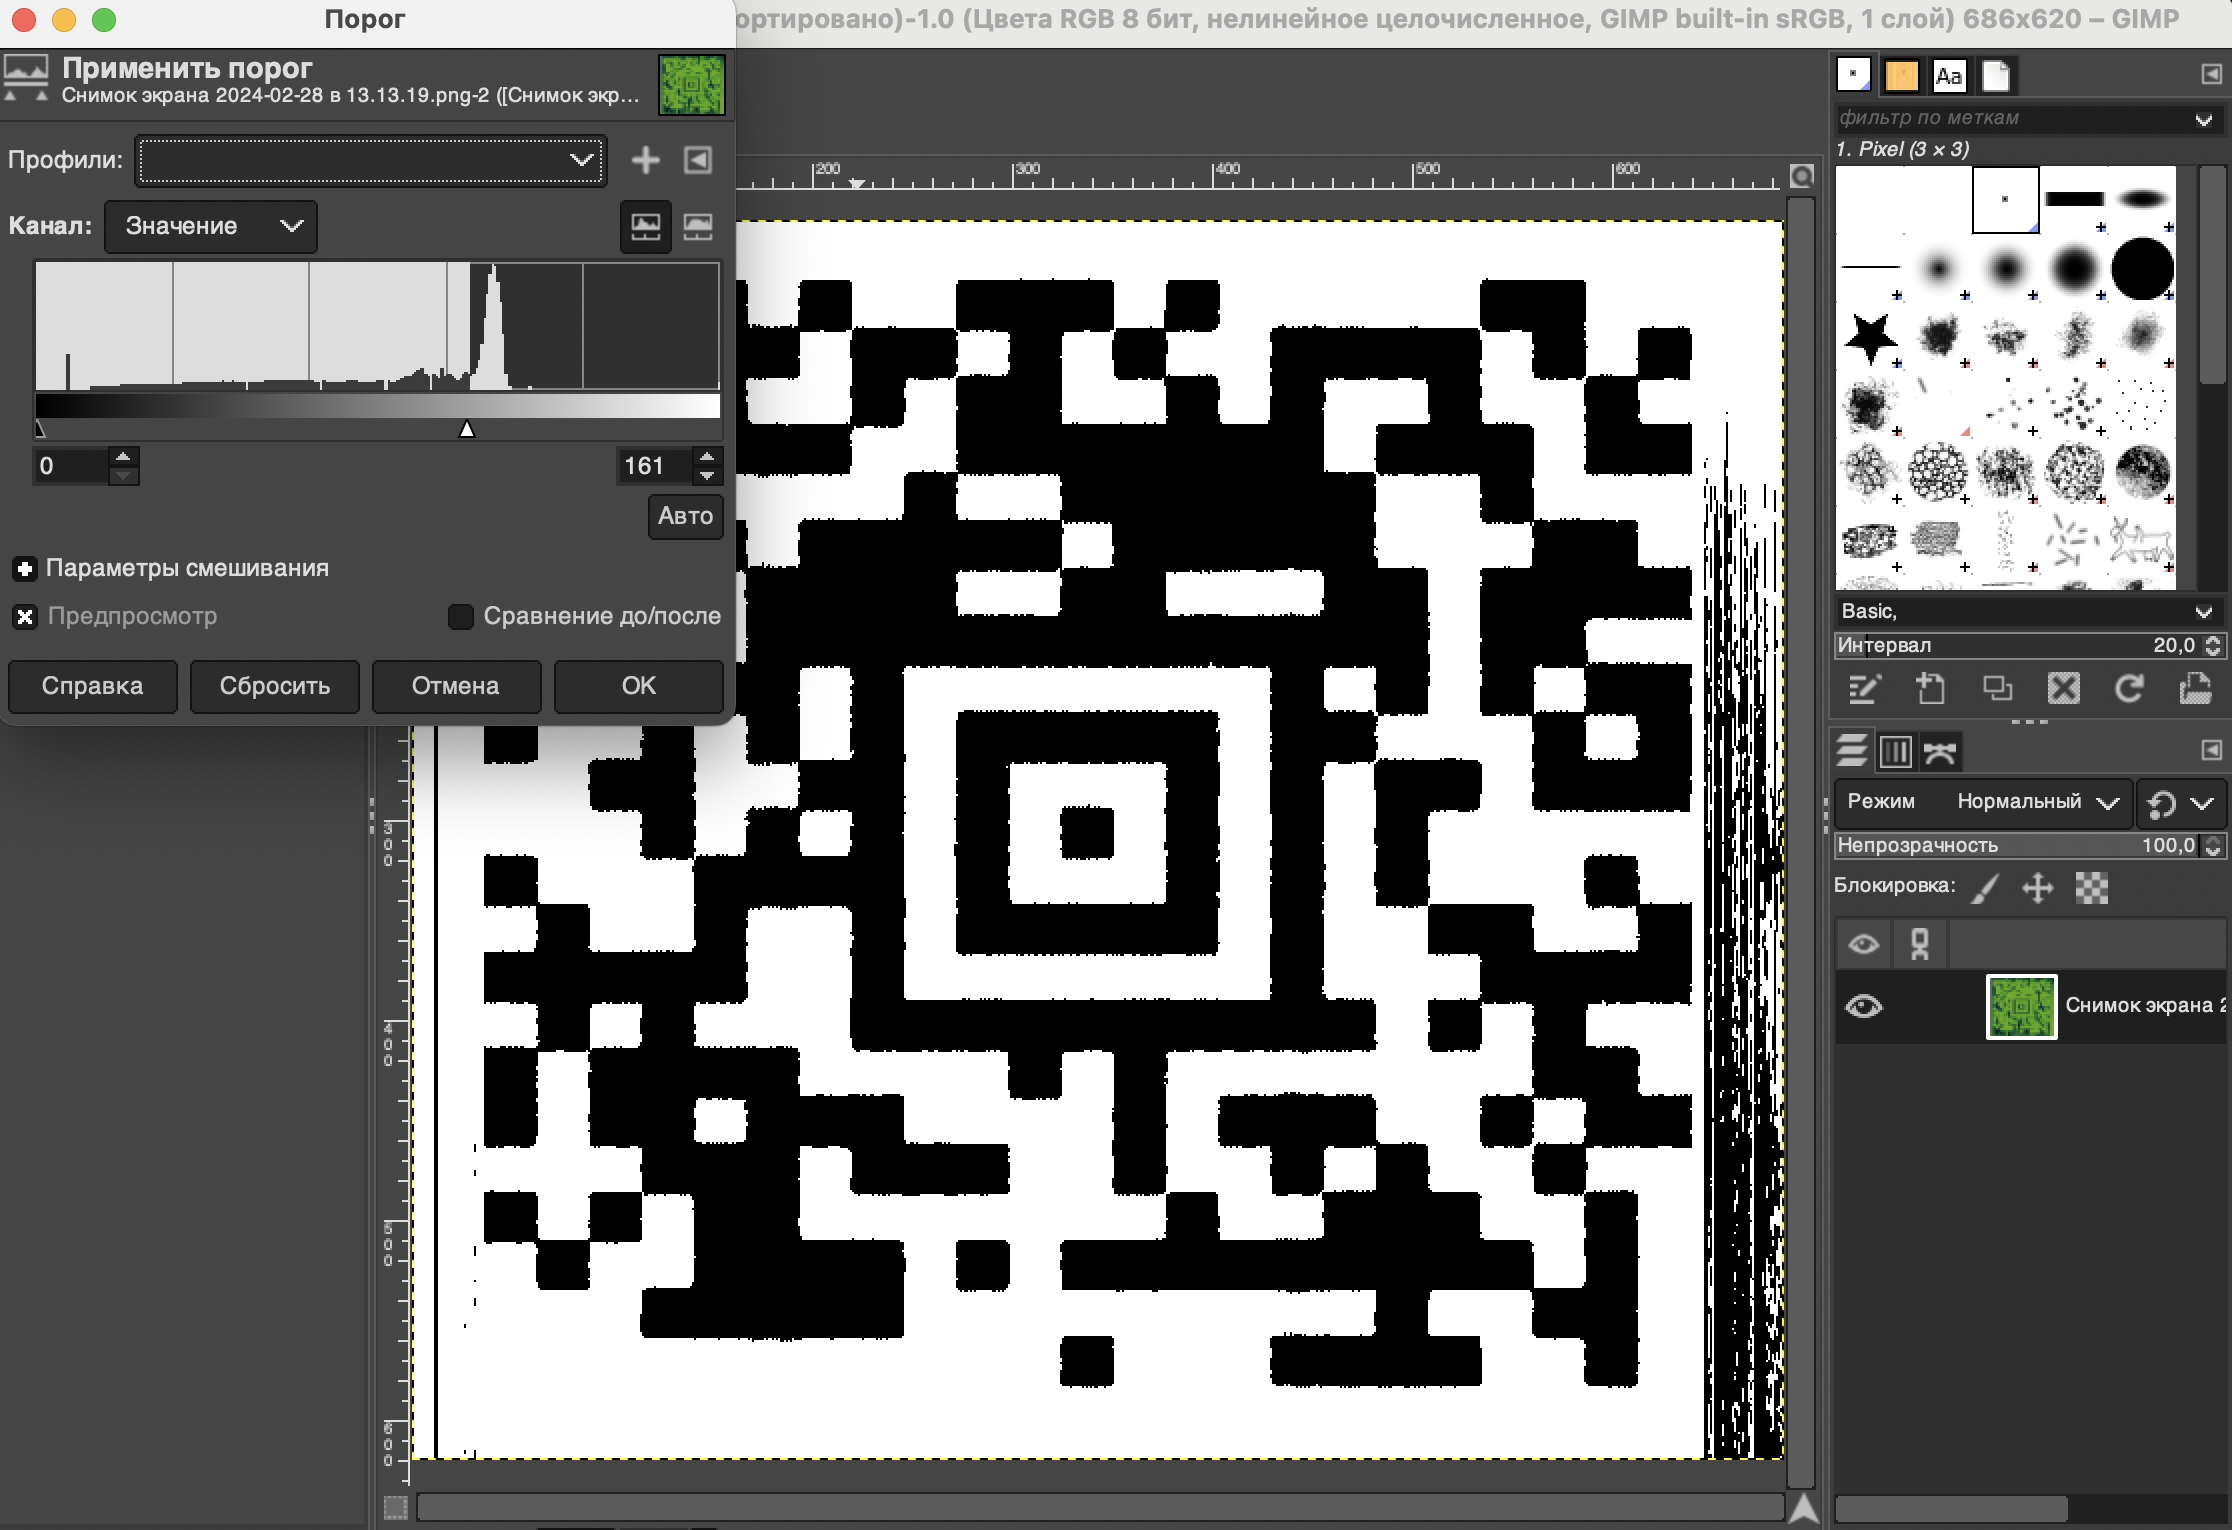 Порог
ортировано)-1.0 (Цвета RGB 8 бит, нелинейное целочисленное, GIMP built-in sRGB, 1 слой) 686x620 – GIMP
Применить порог
Снимок экрана 2024-02-28 в 13.13.19.png-2 ([Снимок экр...
Профили:
Канал:
Значение
0
161
Авто
Параметры смешивания
Предпросмотр
Сравнение до/после
Справка
Сбросить
Отмена
OK
200
300
400
500
600
300
400
500
600
Aa
фильтр по меткам
1. Pixel (3 × 3)
Basic,
Интервал
20,0
Режим
Нормальный
Непрозрачность
100,0
Блокировка:
Снимок экрана 2